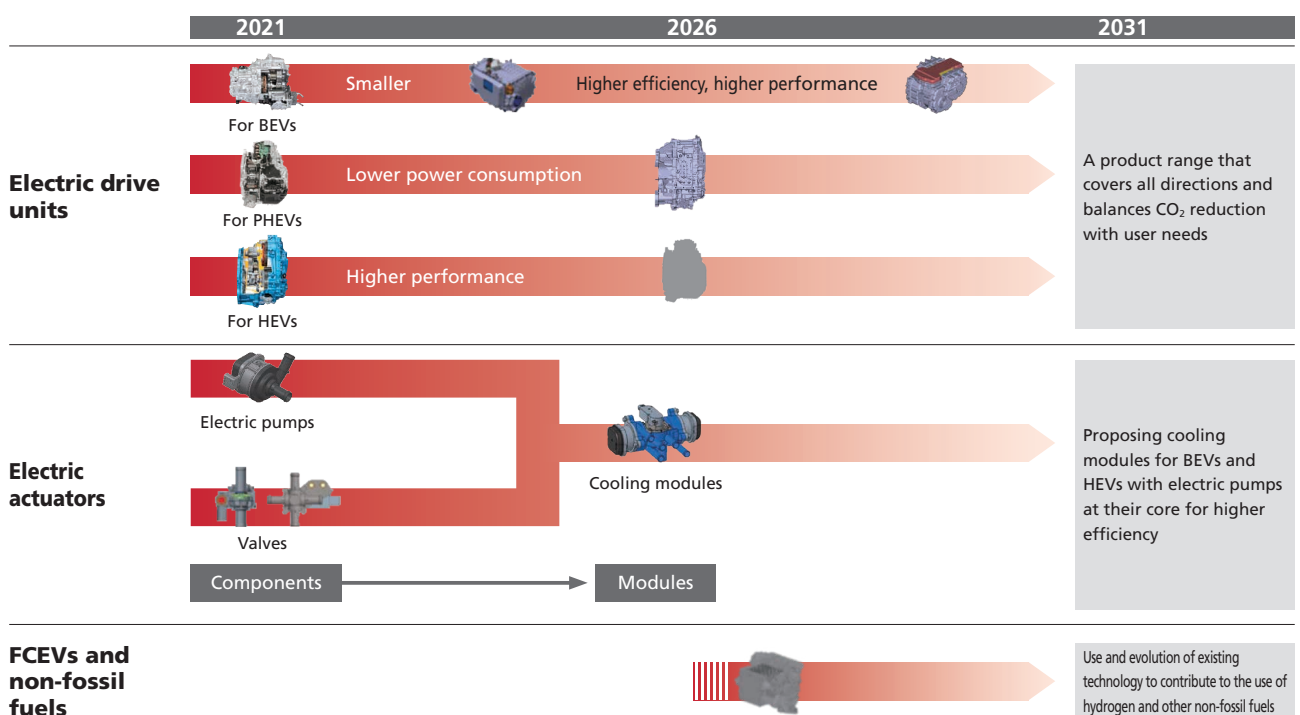 2021
2026
2031
Electric drive
units
Smaller
Higher efficiency, higher performance
For BEVs
Lower power consumption
For PHEVs
Higher performance
For HEVs
A product range that
covers all directions and
balances CO₂ reduction
with user needs
Electric
actuators
Electric pumps
Valves
Cooling modules
Components
Modules
Proposing cooling
modules for BEVs and
HEVs with electric pumps
at their core for higher
efficiency
FCEVs and
non-fossil
fuels
Use and evolution of existing
technology to contribute to the use of
hydrogen and other non-fossil fuels